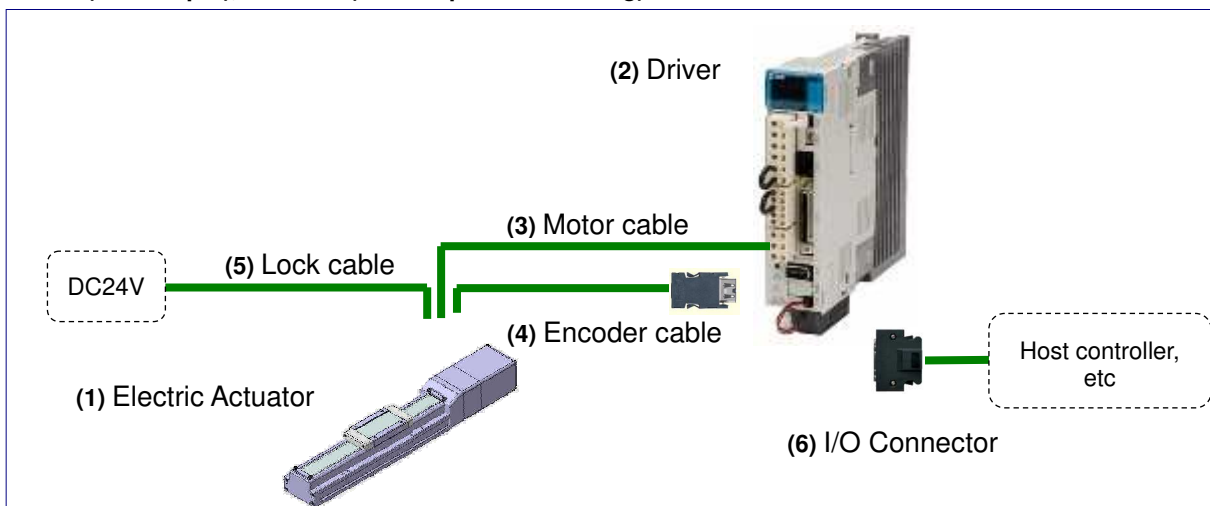 (2) Driver
(3) Motor cable
(5) Lock cable
DC24V
(4) Encoder cable
Host controller,
etc
(1) Electric Actuator
(6) I/O Connector